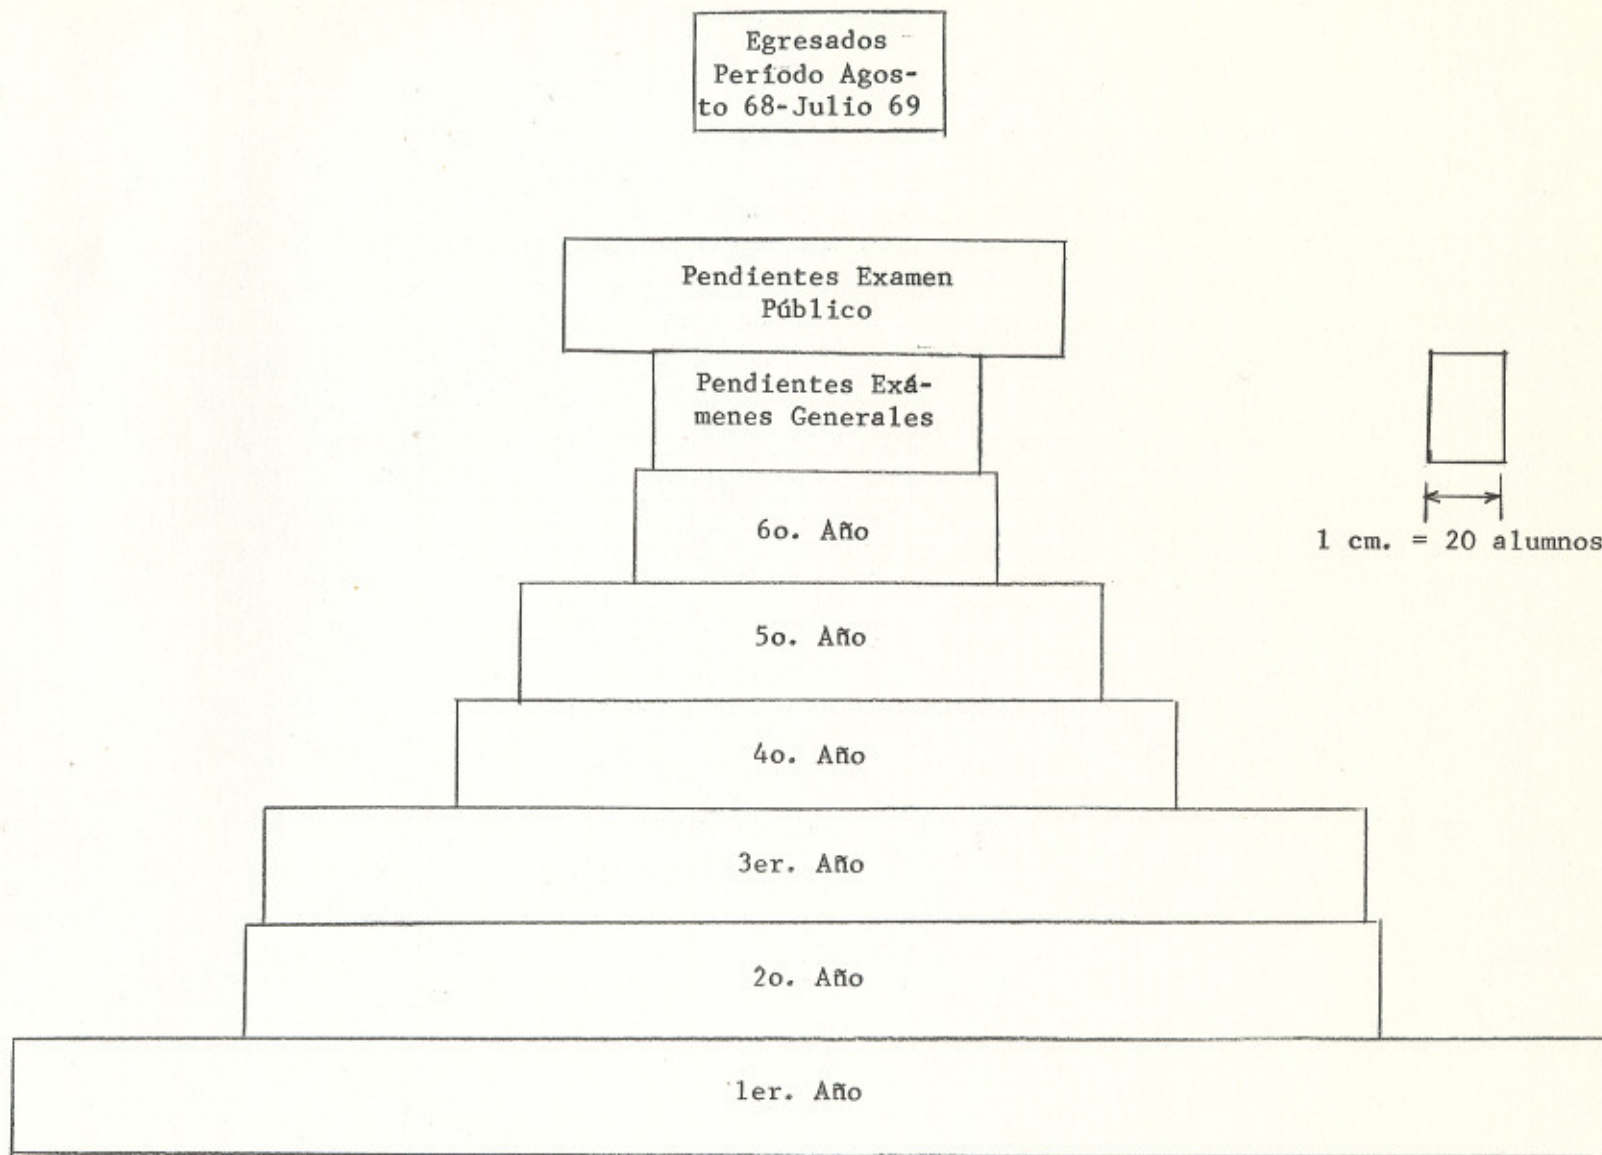 Egresados
Período Agos-
to 68-Julio 69
Pendientes Examen
Público
Pendientes Exá-
menes Generales
6o. Año
1 cm. = 20 alumnos
5o. Año
4o. Año
3er. Año
2o. Año
1er. Año